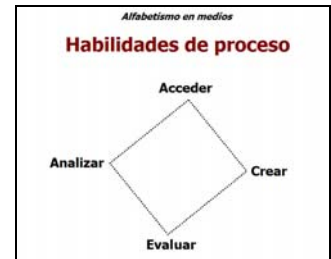 Alfabetismo en medios
Habilidades de proceso
Acceder
Analizar
Crear
Evaluar